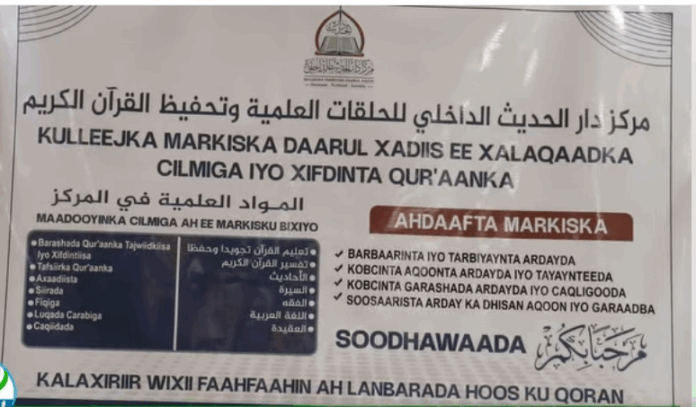 مركز دار الحديث الداخلي للحلقات العلمية وتحفيظ القرآن الكريم
KULLEEJKA MARKISKA DAARUL XADIIS EE XALAQAADKA
CILMIGA IYO XIFDINTA QUR'AANKA
المواد العلمية في المركز
MAADOOYINKA CILMIGA AH EE MARKISKU BIXIYO
• Barashada Qur'aanka Tajwiidkiisa
Iyo Xifdintiisa
• Tafsiirka Qur'aanka
• Axaadiista
• Siirada
• Fiqiga
• Luqada Carabiga
• Caqiidada
• تعليم القرآن تجويدا وحفظا
• تفسير القرآن الكريم
• الأحاديث
• السيرة
• الفقه
• اللغة العربية
• العقيدة
AHDAAFTA MARKISKA
✓ BARBAARINTA IYO TARBIYAYNTA ARDAYDA
✓ KOBCINTA AQOONTA ARDAYDA IYO TAYAYNTEEDA
✓ KOBCINTA GARASHADA ARDAYDA IYO CAQLIGOODA
✓ SOOSAARISTA ARDAY KA DHISAN AQOON IYO GARAADBA
SOODHAWAADA
مرحبا بكم
KALAXIRIIR WIXII FAAHFAAHIN AH LANBARADA HOOS KU QORAN